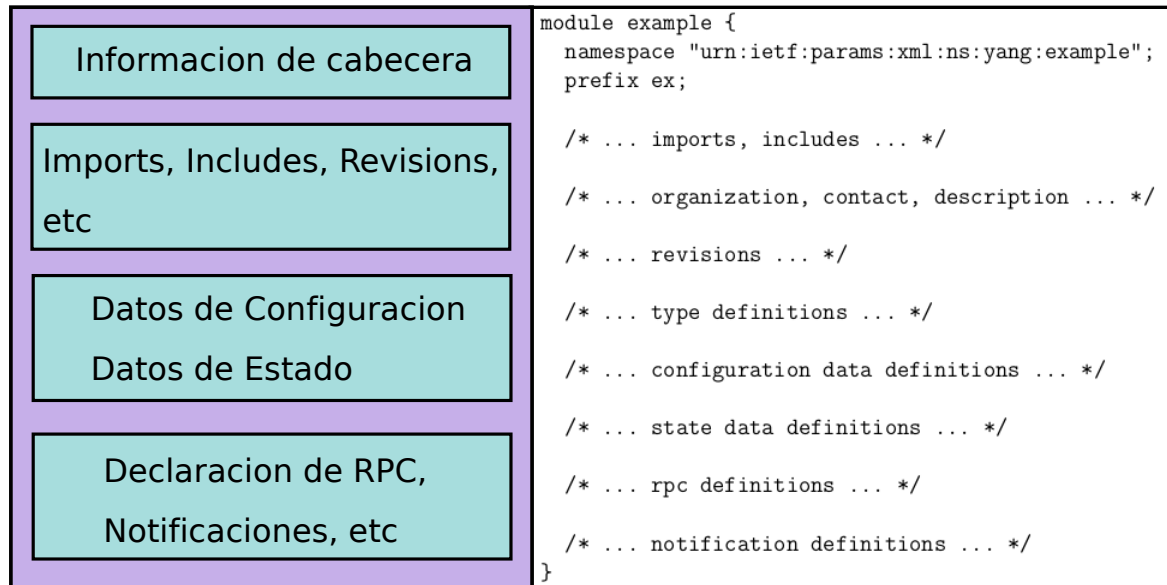 Informacion de cabecera
Imports, Includes, Revisions,
etc
Datos de Configuracion
Datos de Estado
Declaracion de RPC,
Notificaciones, etc
module example {
  namespace "urn:ietf:params:xml:ns:yang:example";
  prefix ex;
  /* ... imports, includes ... */
  /* ... organization, contact, description ... */
  /* ... revisions ... */
  /* ... type definitions ... */
  /* ... configuration data definitions ... */
  /* ... state data definitions ... */
  /* ... rpc definitions ... */
  /* ... notification definitions ... */
}